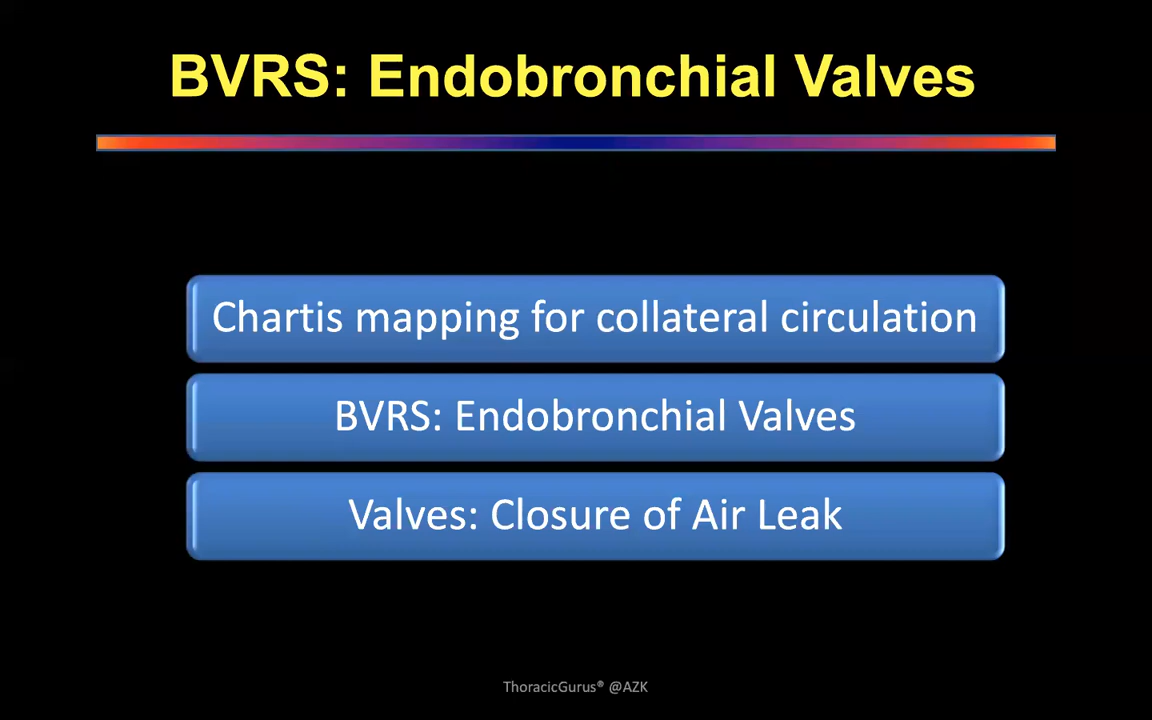 BVRS: Endobronchial Valves
Chartis mapping for collateral circulation
BVRS: Endobronchial Valves
Valves: Closure of Air Leak
ThoracicGurus® @AZK